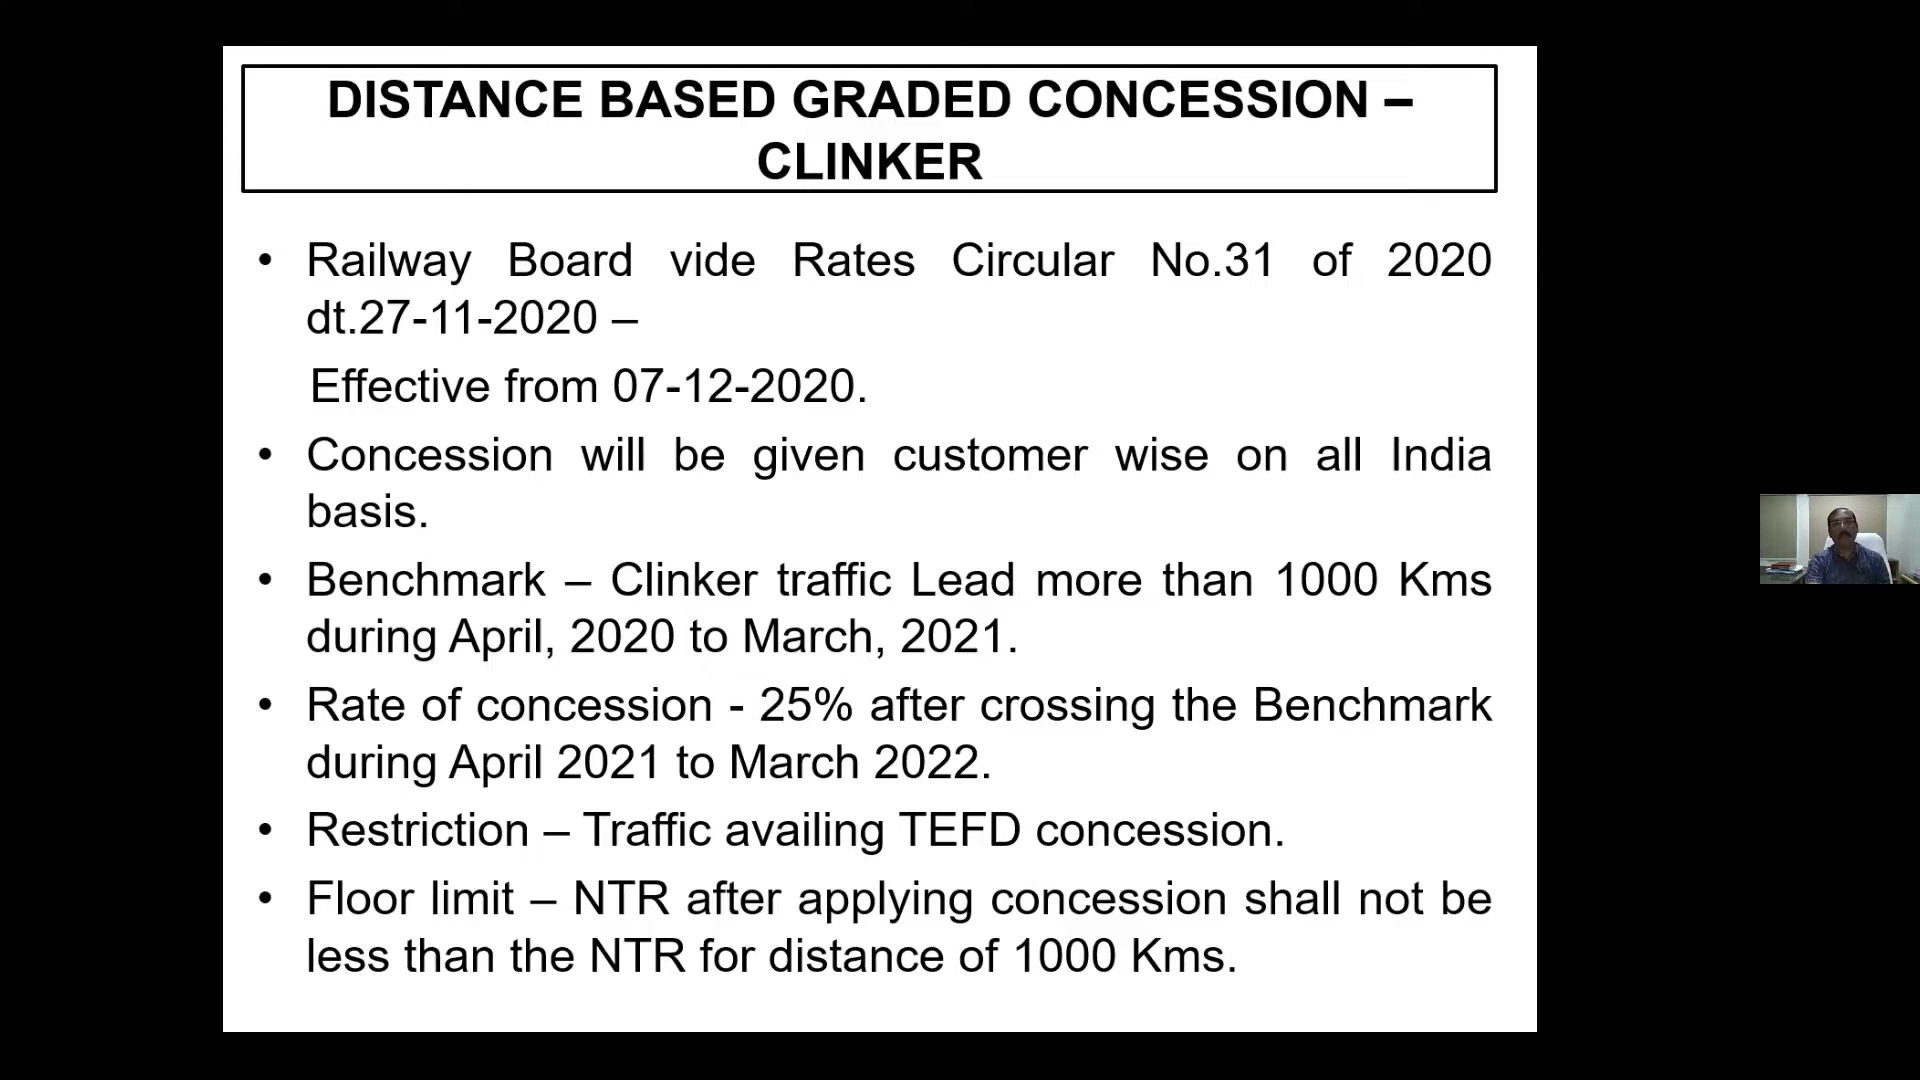 DISTANCE BASED GRADED CONCESSION –
CLINKER
• Railway Board vide Rates Circular No.31 of 2020
dt.27-11-2020 –
Effective from 07-12-2020.
• Concession will be given customer wise on all India
basis.
• Benchmark – Clinker traffic Lead more than 1000 Kms
during April, 2020 to March, 2021.
• Rate of concession - 25% after crossing the Benchmark
during April 2021 to March 2022.
• Restriction – Traffic availing TEFD concession.
• Floor limit – NTR after applying concession shall not be
less than the NTR for distance of 1000 Kms.